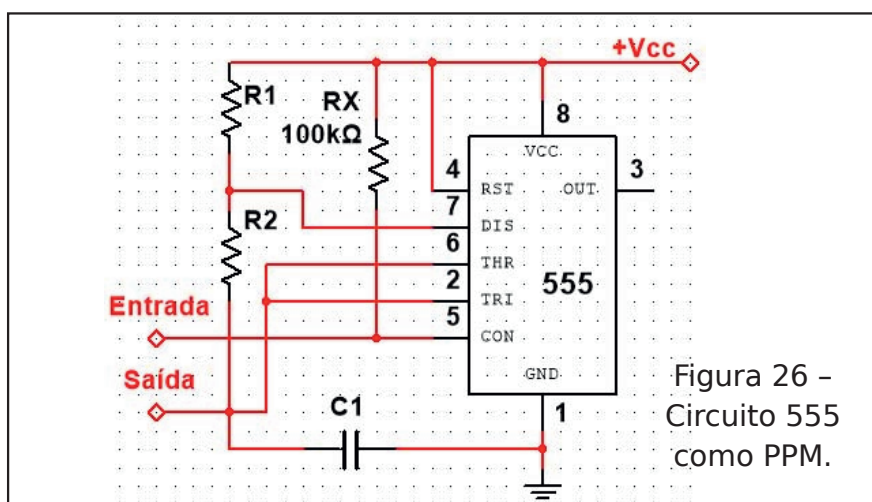 +Vcc
R1
RX
100kΩ
8
VCC
4
RST
OUT
3
7
DIS
R2
6
THR
2
TRI
555
Entrada
5
CON
Saída
GND
C1
1
Figura 26 –
Circuito 555
como PPM.